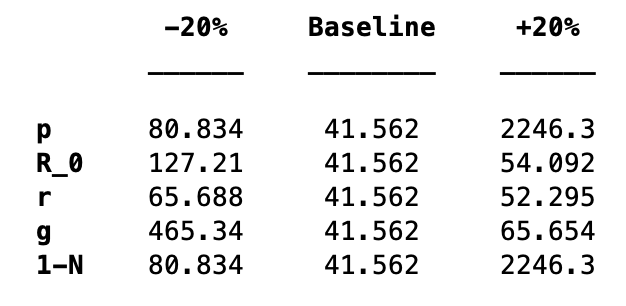 -20% Baseline +20%
p 80.834 41.562 2246.3
R_0 127.21 41.562 54.092
r 65.688 41.562 52.295
g 465.34 41.562 65.654
1-N 80.834 41.562 2246.3